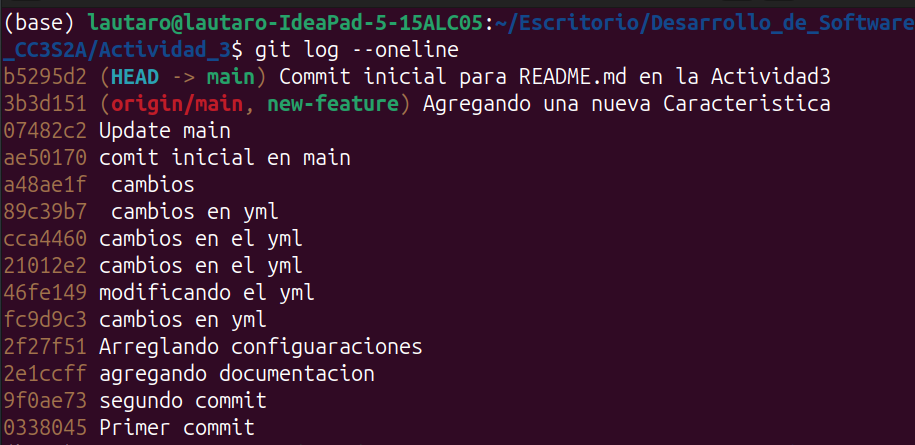 (base) lautaro@lautaro-IdeaPad-5-15ALC05:~/Escritorio/Desarrollo_de_Software
_CC3S2A/Actividad_3$ git log --oneline
b5295d2 (HEAD -> main) Commit inicial para README.md en la Actividad3
3b3d151 (origin/main, new-feature) Agregando una nueva Caracteristica
07482c2 Update main
ae50170 comit inicial en main
a48ae1f  cambios
89c39b7  cambios en yml
cca4460 cambios en el yml
21012e2 cambios en el yml
46fe149 modificando el yml
fc9d9c3 cambios en yml
2f27f51 Arreglando configuaraciones
2e1ccff agregando documentacion
9f0ae73 segundo commit
0338045 Primer commit